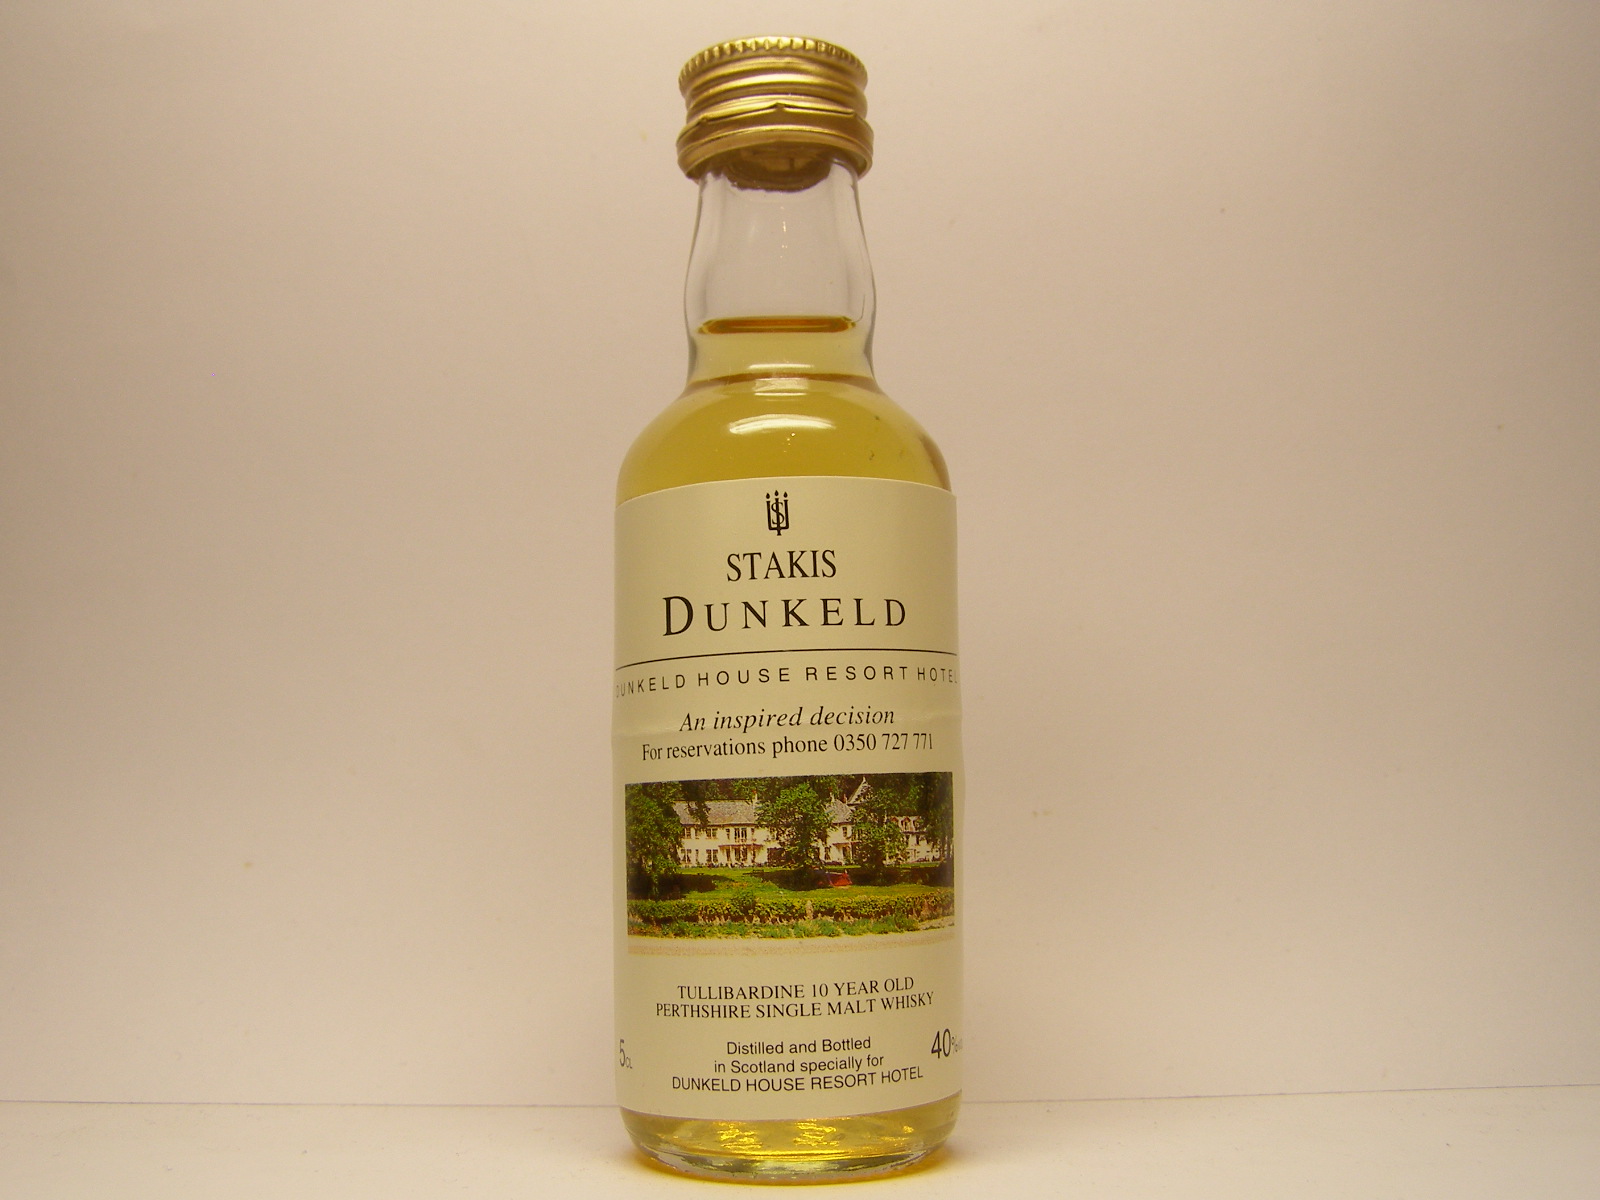 STAKIS
DUNKELD
DUNKELD HOUSE RESORT HOTEL
An inspired decision
For reservations phone 0350 727 771
TULLIBARDINE 10 YEAR OLD
PERTHSHIRE SINGLE MALT WHISKY
5CL
40%
Distilled and Bottled
in Scotland specially for
DUNKELD HOUSE RESORT HOTEL